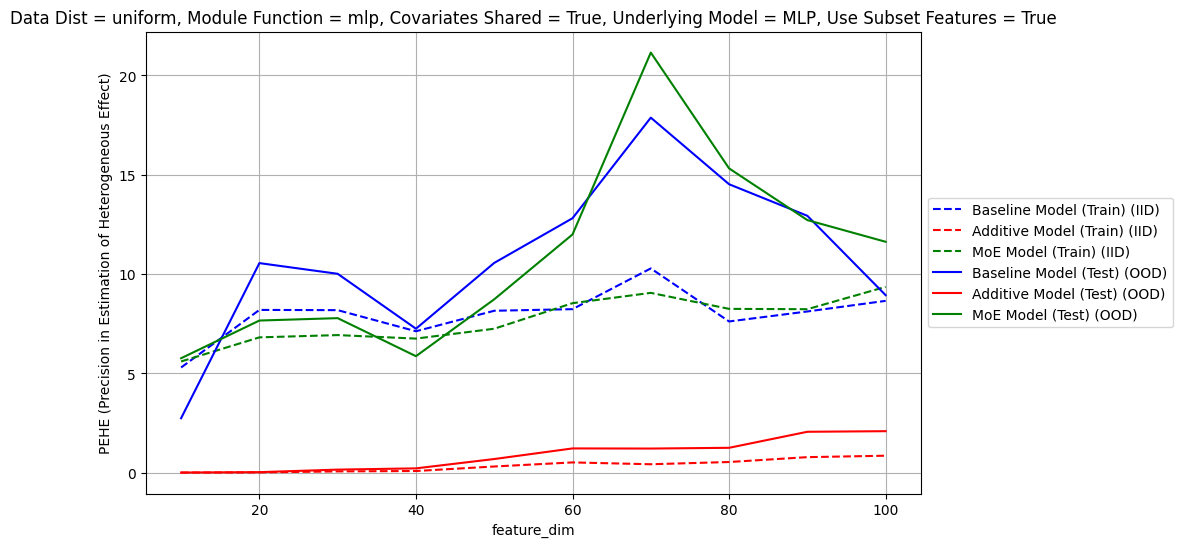 Data Dist = uniform, Module Function = mlp, Covariates Shared = True, Underlying Model = MLP, Use Subset Features = True
PEHE (Precision in Estimation of Heterogeneous Effect)
20
15
10
5
0
20
40
60
80
100
feature_dim
Baseline Model (Train) (IID)
Additive Model (Train) (IID)
MoE Model (Train) (IID)
Baseline Model (Test) (OOD)
Additive Model (Test) (OOD)
MoE Model (Test) (OOD)